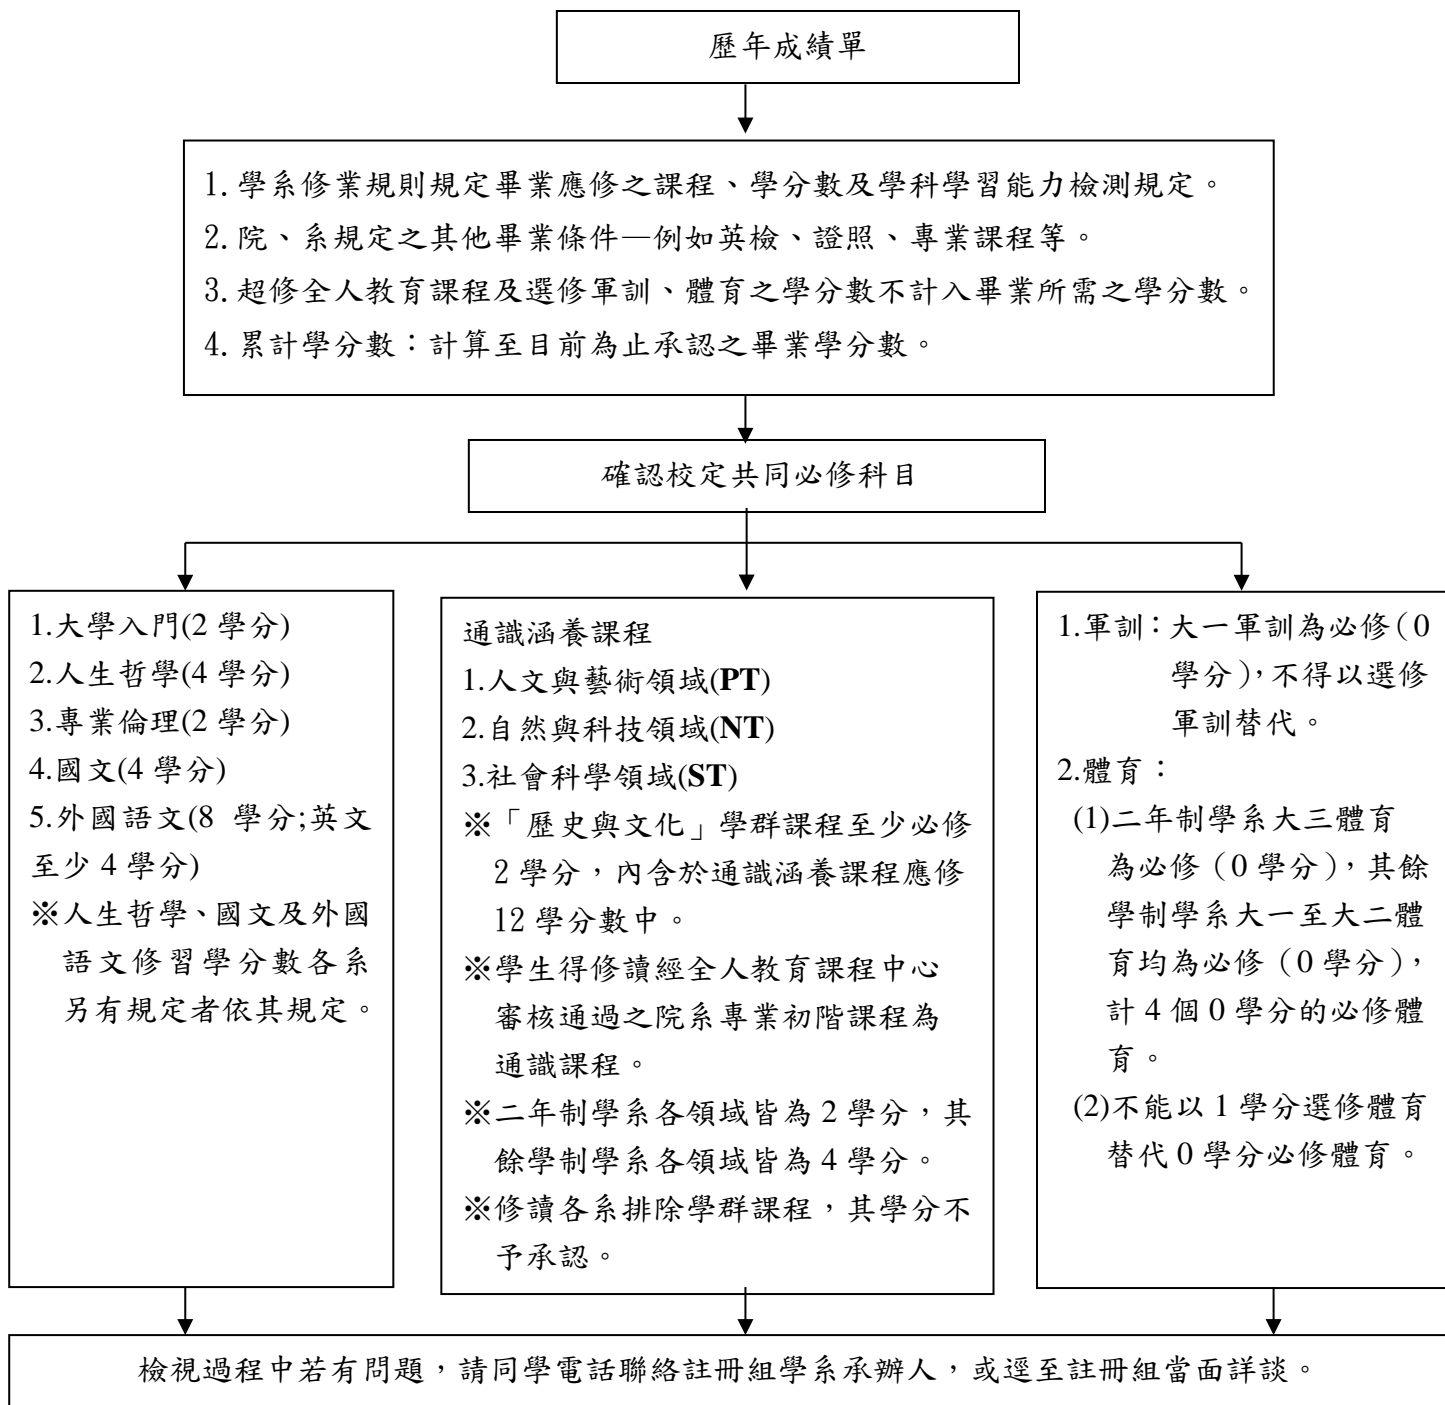 歷年成績單
1.學系修業規則規定畢業應修之課程、學分數及學科學習能力檢測規定。
2.院、系規定之其他畢業條件—例如英檢、證照、專業課程等。
3.超修全人教育課程及選修軍訓、體育之學分數不計入畢業所需之學分數。
4.累計學分數：計算至目前為止承認之畢業學分數。
確認校定共同必修科目
1.大學入門(2 學分)
2.人生哲學(4 學分)
3.專業倫理(2 學分)
4.國文(4 學分)
5.外國語文(8 學分;英文
至少 4 學分)
※人生哲學、國文及外國
語文修習學分數各系
另有規定者依其規定。
通識涵養課程
1.人文與藝術領域(PT)
2.自然與科技領域(NT)
3.社會科學領域(ST)
※「歷史與文化」學群課程至少必修
2 學分，內含於通識涵養課程應修
12 學分數中。
※學生得修讀經全人教育課程中心
審核通過之院系專業初階課程為
通識課程。
※二年制學系各領域皆為 2 學分，其
餘學制學系各領域皆為 4 學分。
※修讀各系排除學群課程，其學分不
予承認。
1.軍訓：大一軍訓為必修（0
學分），不得以選修
軍訓替代。
2.體育：
(1)二年制學系大三體育
為必修（0 學分），其餘
學制學系大一至大二體
育均為必修（0 學分），
計 4 個 0 學分的必修體
育。
(2)不能以 1 學分選修體育
替代 0 學分必修體育。
檢視過程中若有問題，請同學電話聯絡註冊組學系承辦人，或逕至註冊組當面詳談。